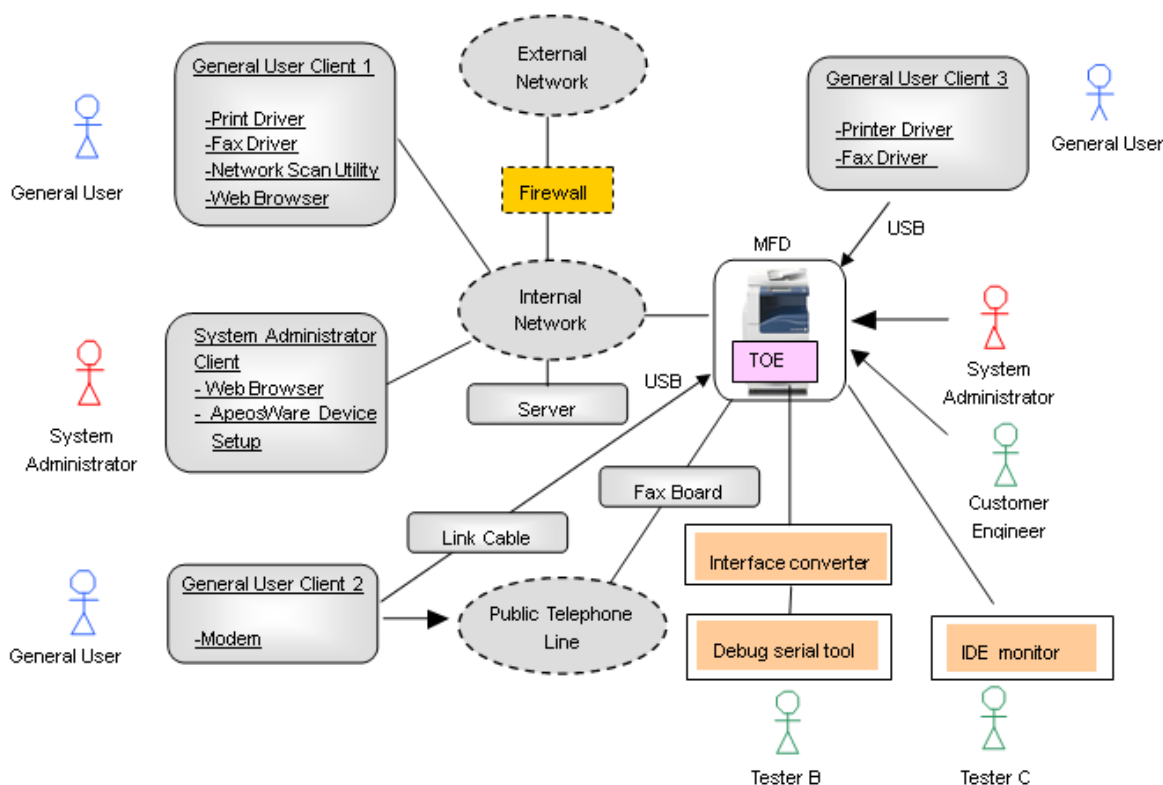 General User Client 1
-Print Driver
-Fax Driver
-Network Scan Utility
-Web Browser
General User
External
Network
Firewall
General User Client 3
-Printer Driver
-Fax Driver
General User
USB
MFD
TOE
Internal
Network
System Administrator
Client
- Web Browser
- ApeosWare Device
Setup
System
Administrator
Server
USB
System
Administrator
Customer
Engineer
Fax Board
Link Cable
General User Client 2
-Modem
General User
Public Telephone
Line
Interface converter
Debug serial tool
IDE monitor
Tester B
Tester C